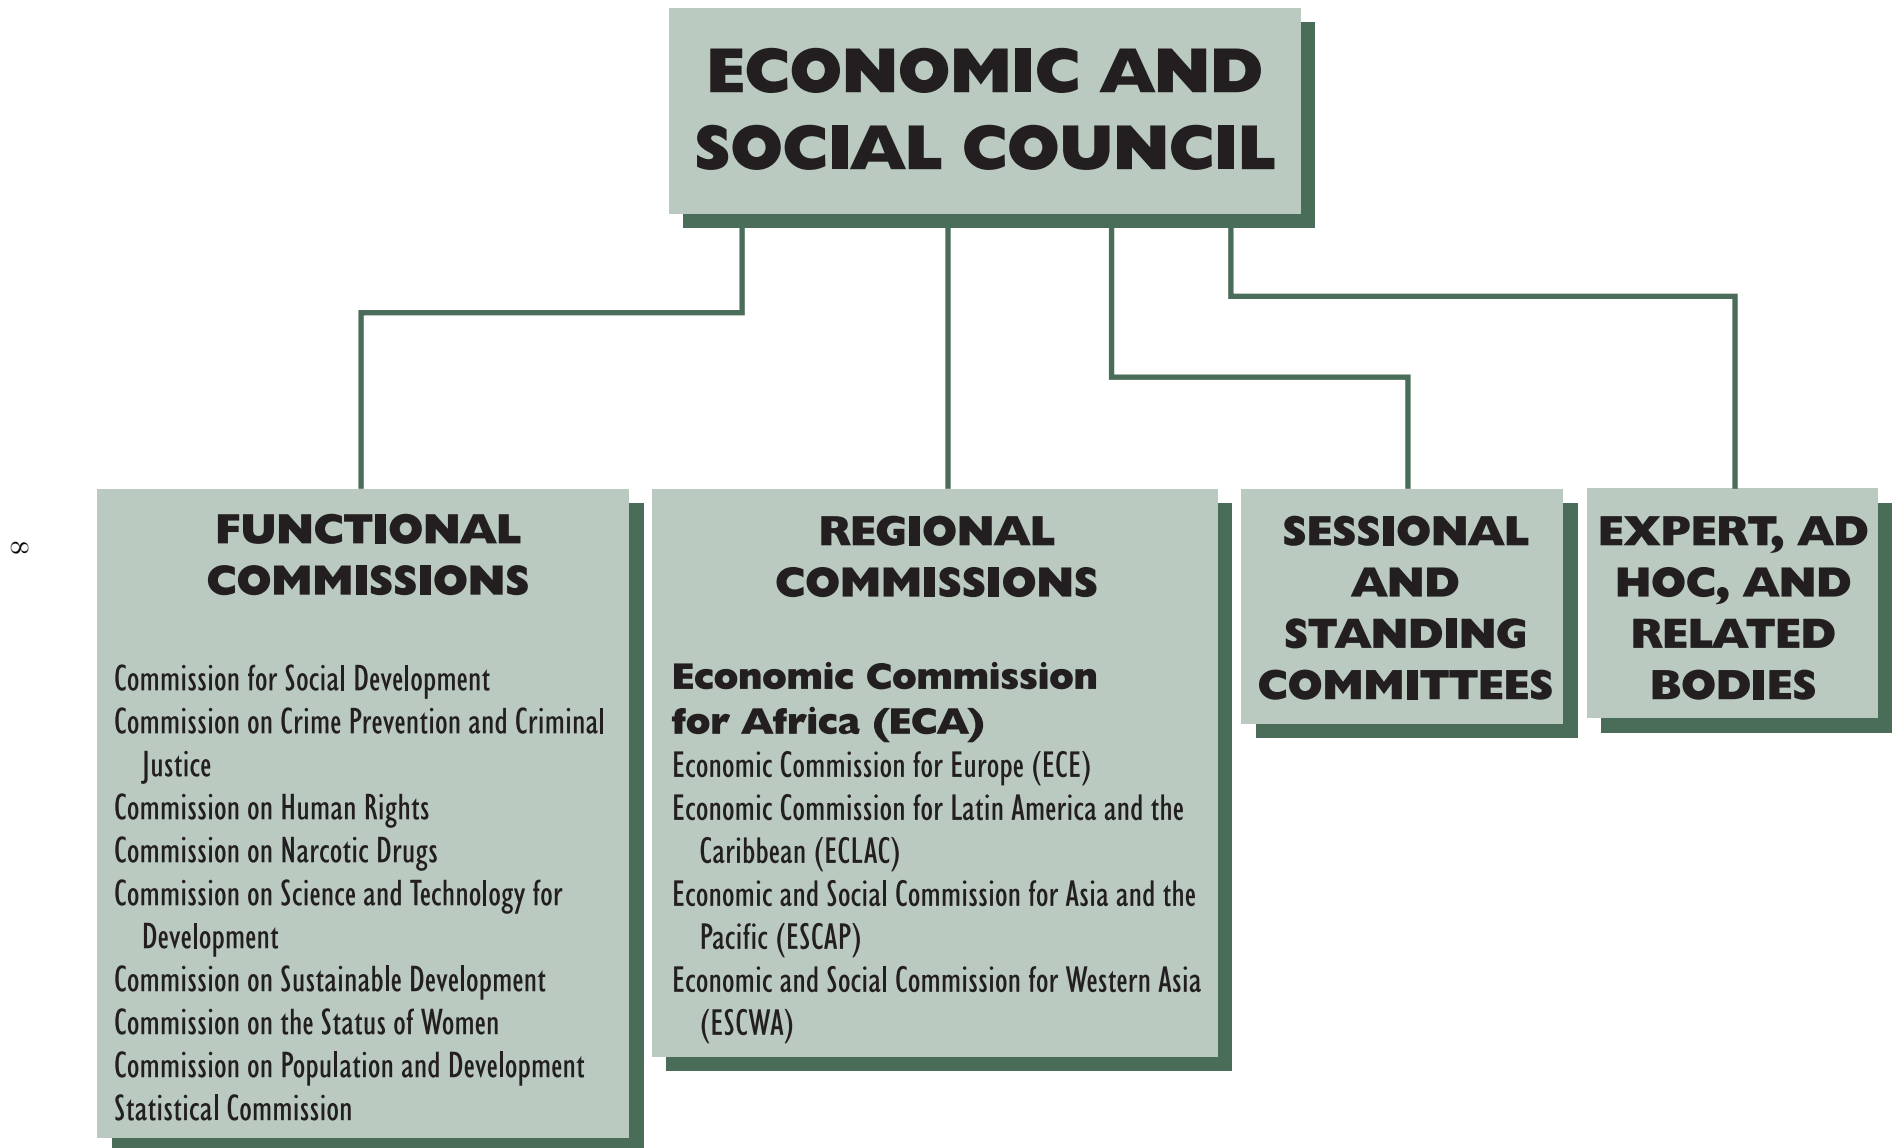 ECONOMIC AND
SOCIAL COUNCIL
FUNCTIONAL
COMMISSIONS
Commission for Social Development
Commission on Crime Prevention and Criminal
Justice
Commission on Human Rights
Commission on Narcotic Drugs
Commission on Science and Technology for
Development
Commission on Sustainable Development
Commission on the Status of Women
Commission on Population and Development
Statistical Commission
REGIONAL
COMMISSIONS
Economic Commission
for Africa (ECA)
Economic Commission for Europe (ECE)
Economic Commission for Latin America and the
Caribbean (ECLAC)
Economic and Social Commission for Asia and the
Pacific (ESCAP)
Economic and Social Commission for Western Asia
(ESCWA)
SESSIONAL
AND
STANDING
COMMITTEES
EXPERT, AD
HOC, AND
RELATED
BODIES
8